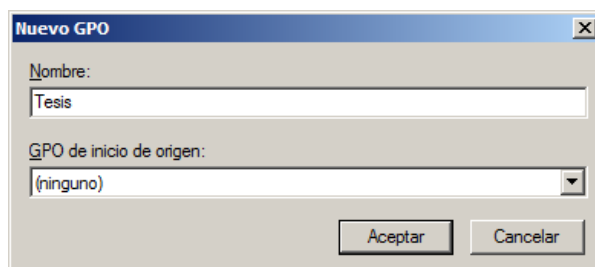 Nuevo GPO
Nombre:
Tesis
GPO de inicio de origen:
(ninguno)
Aceptar Cancelar